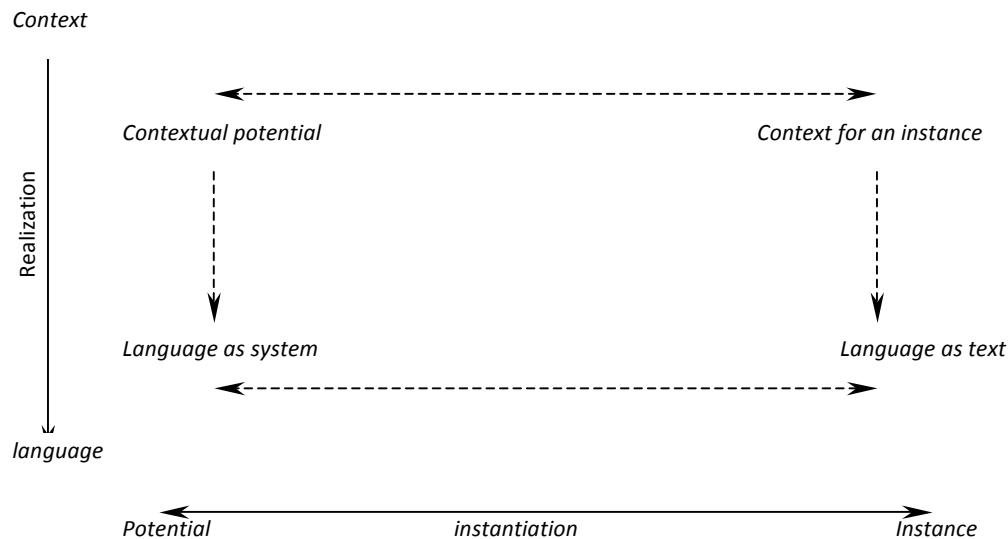 Context
Contextual potential Context for an instance
Realization
Language as system Language as text
language
Potential instantiation Instance